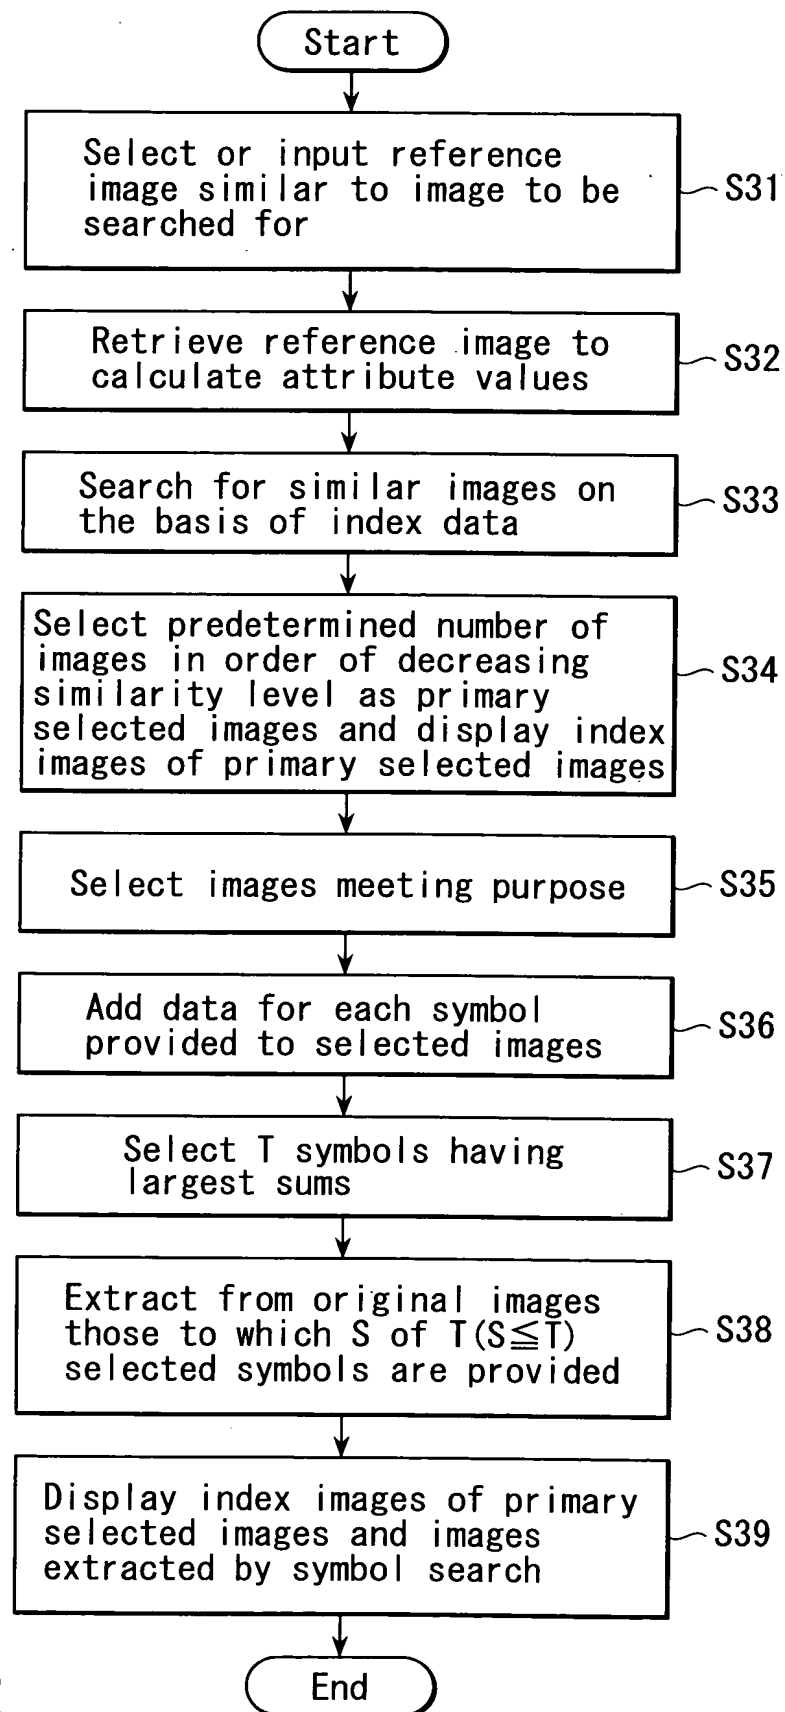 Start
Select or input reference
image similar to image to be
searched for
S31
Retrieve reference image to
calculate attribute values
S32
Search for similar images on
the basis of index data
S33
Select predetermined number of
images in order of decreasing
similarity level as primary
selected images and display index
images of primary selected images
S34
Select images meeting purpose
S35
Add data for each symbol
provided to selected images
S36
Select T symbols having
largest sums
S37
Extract from original images
those to which S of T(S≦T)
selected symbols are provided
S38
Display index images of primary
selected images and images
extracted by symbol search
S39
End